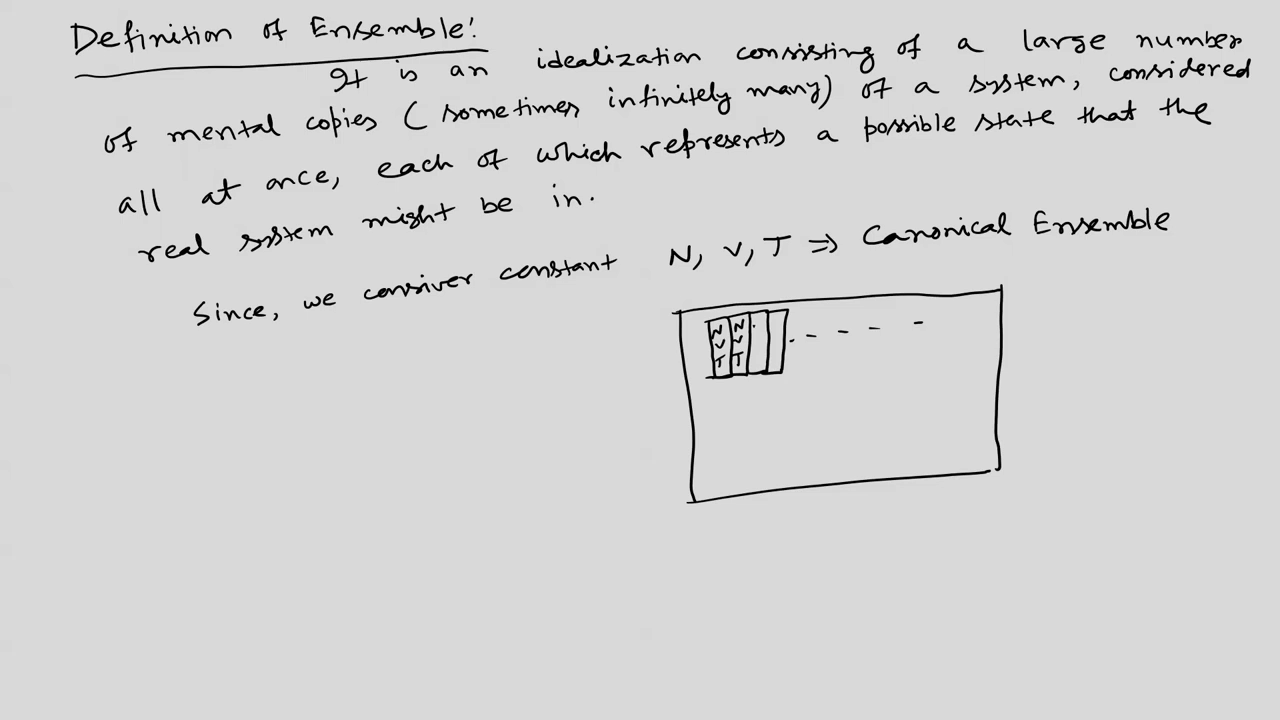 Definition of Ensemble:
It is an idealization consisting of a large number
of mental copies (sometimes infinitely many) of a system, considered
all at once, each of which represents a possible state that the
real system might be in.
Since, we consiver constant N, V, T ⇒ Canonical Ensemble
N N
V V
T T